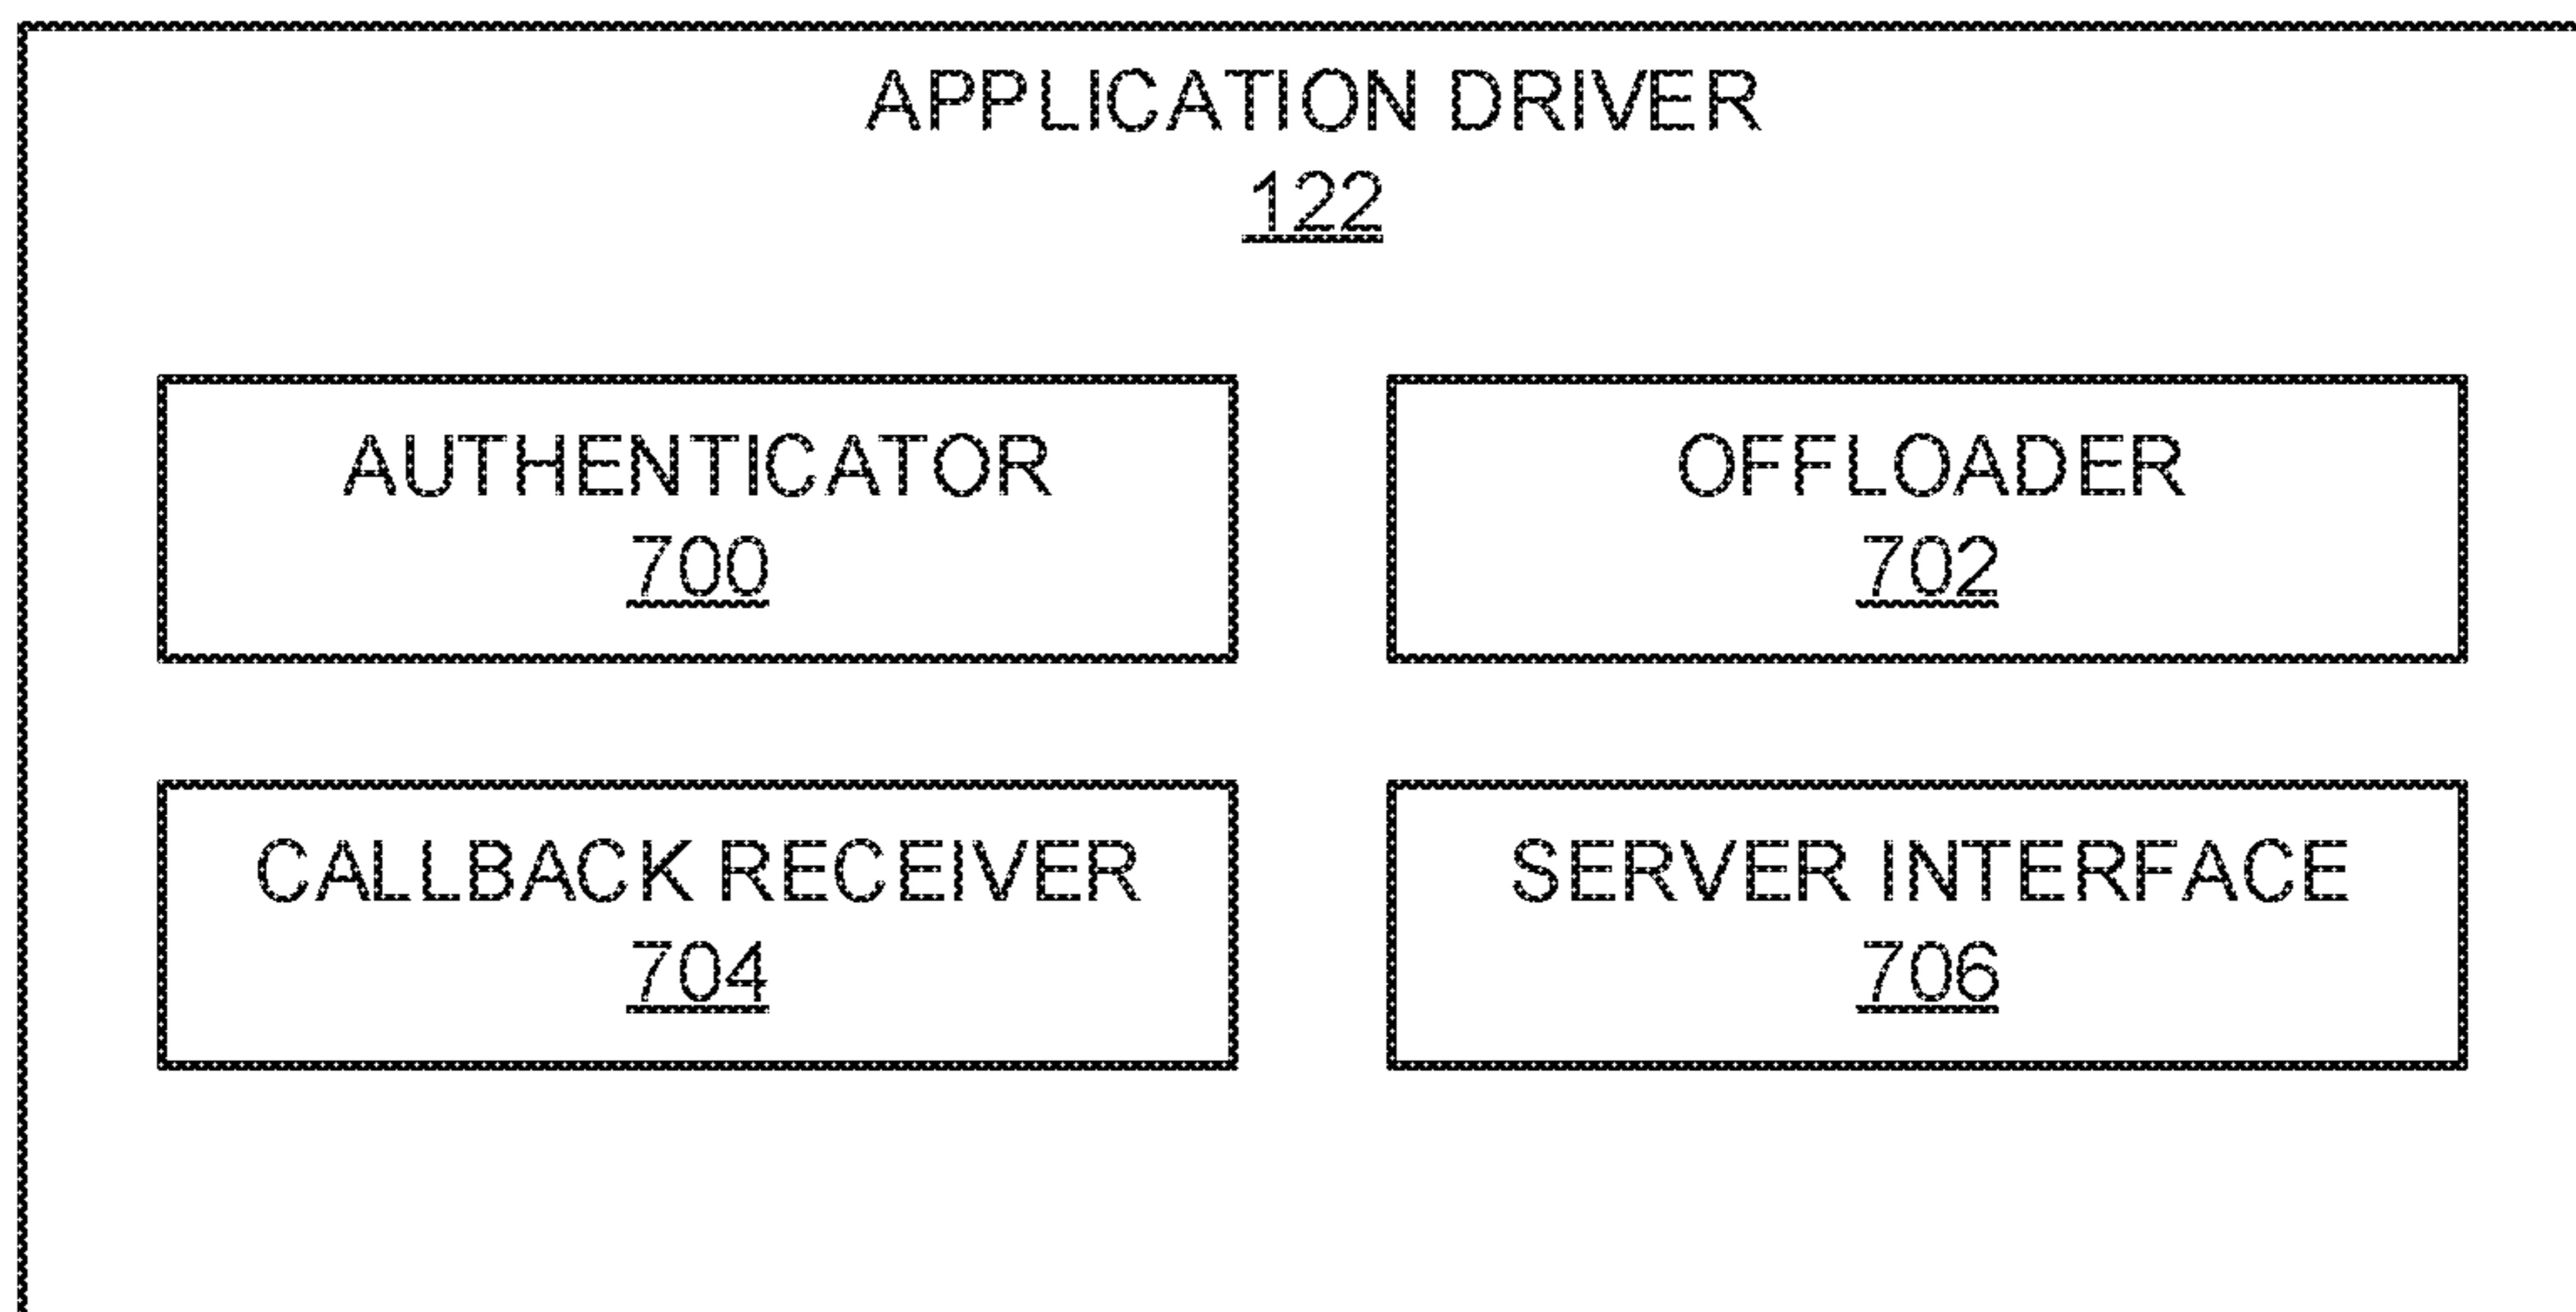 APPLICATION DRIVER
122
AUTHENTICATOR
700
OFFLOADER
702
CALLBACK RECEIVER
704
SERVER INTERFACE
706